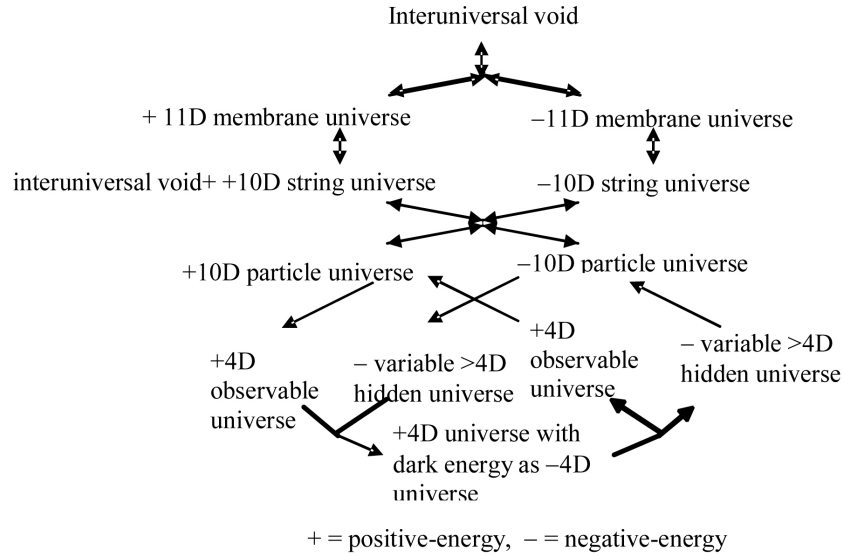 Interuniversal void
+ 11D membrane universe
–11D membrane universe
interuniversal void+ +10D string universe
–10D string universe
+10D particle universe
–10D particle universe
+4D
observable
universe
– variable >4D
hidden universe
+4D
observable
universe
– variable >4D
hidden universe
+4D universe with
dark energy as –4D
universe
+ = positive-energy, – = negative-energy